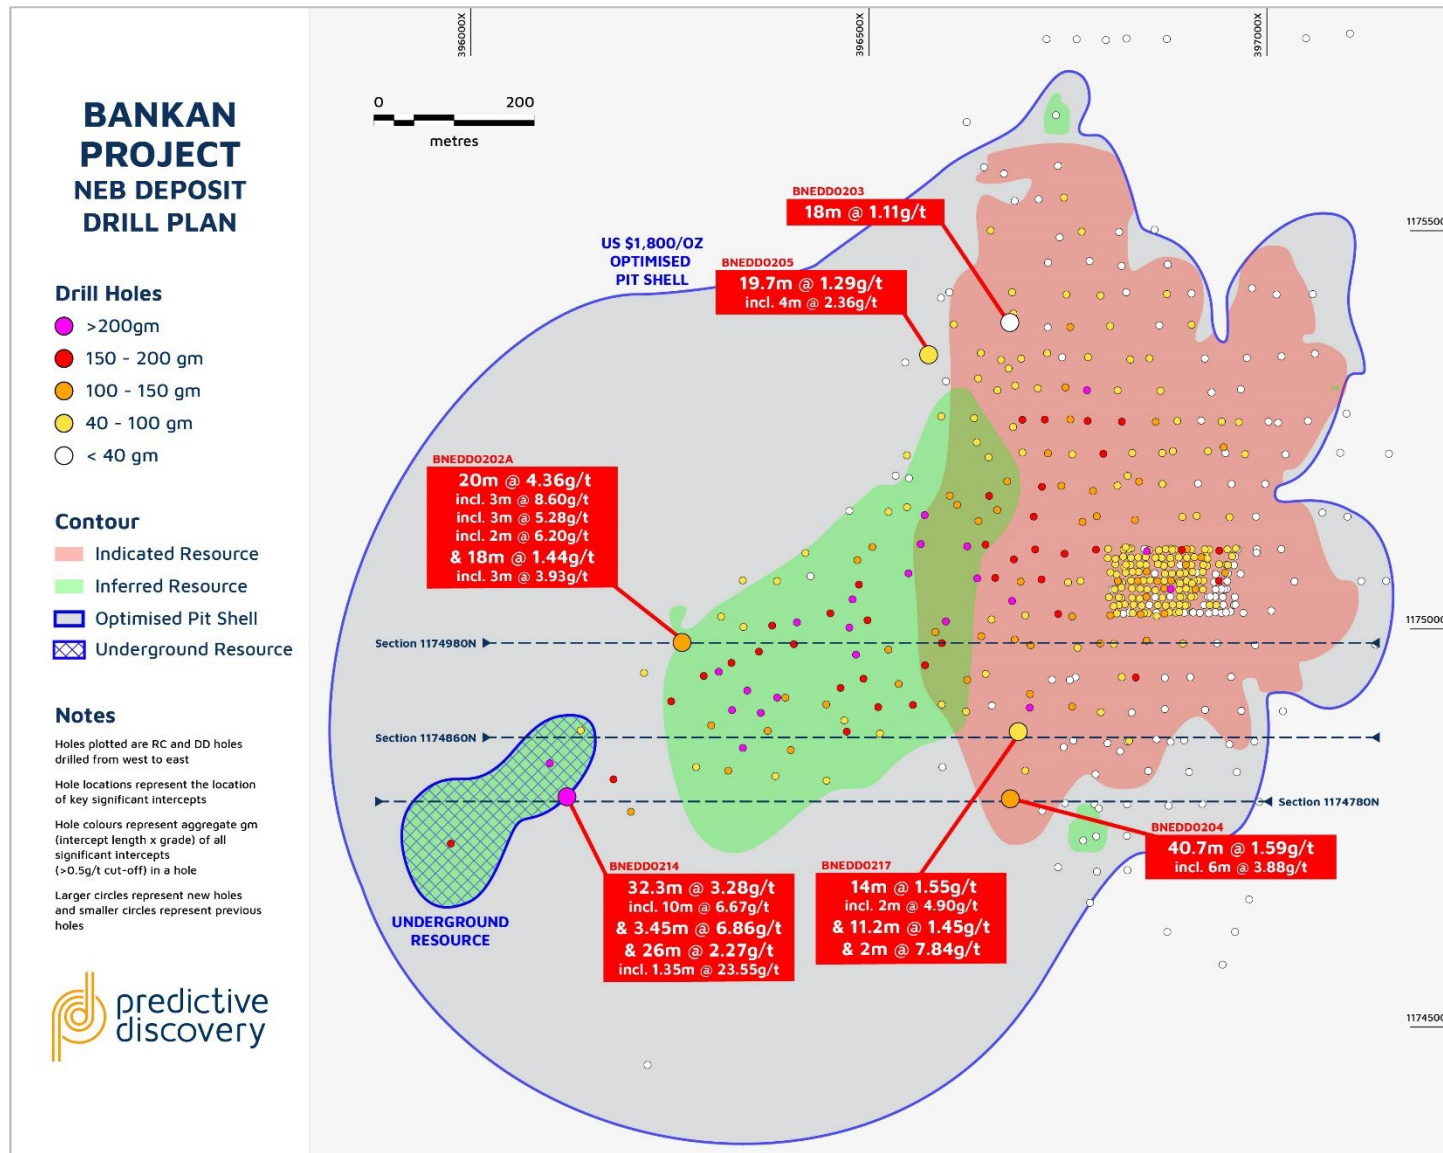 BANKAN
PROJECT
NEB DEPOSIT
DRILL PLAN
Drill Holes
>200gm
150 - 200 gm
100 - 150 gm
40 - 100 gm
< 40 gm
Contour
Indicated Resource
Inferred Resource
Optimised Pit Shell
Underground Resource
Notes
Holes plotted are RC and DD holes
drilled from west to east
Hole locations represent the location
of key significant intercepts
Hole colours represent aggregate gm
(intercept length x grade) of all
significant intercepts
(>0.5g/t cut-off) in a hole
Larger circles represent new holes
and smaller circles represent previous
holes
predictive
discovery
396000X
396500X
397000X
0 200
metres
1175500
1175000
1174500
US $1,800/OZ
OPTIMISED
PIT SHELL
BNEDD0203
18m @ 1.11g/t
BNEDD0205
19.7m @ 1.29g/t
incl. 4m @ 2.36g/t
BNEDD0202A
20m @ 4.36g/t
incl. 3m @ 8.60g/t
incl. 3m @ 5.28g/t
incl. 2m @ 6.20g/t
& 18m @ 1.44g/t
incl. 3m @ 3.93g/t
Section 1174980N
Section 1174860N
Section 1174780N
UNDERGROUND
RESOURCE
BNEDD0214
32.3m @ 3.28g/t
incl. 10m @ 6.67g/t
& 3.45m @ 6.86g/t
& 26m @ 2.27g/t
incl. 1.35m @ 23.55g/t
BNEDD0217
14m @ 1.55g/t
incl. 2m @ 4.90g/t
& 11.2m @ 1.45g/t
& 2m @ 7.84g/t
BNEDD0204
40.7m @ 1.59g/t
incl. 6m @ 3.88g/t